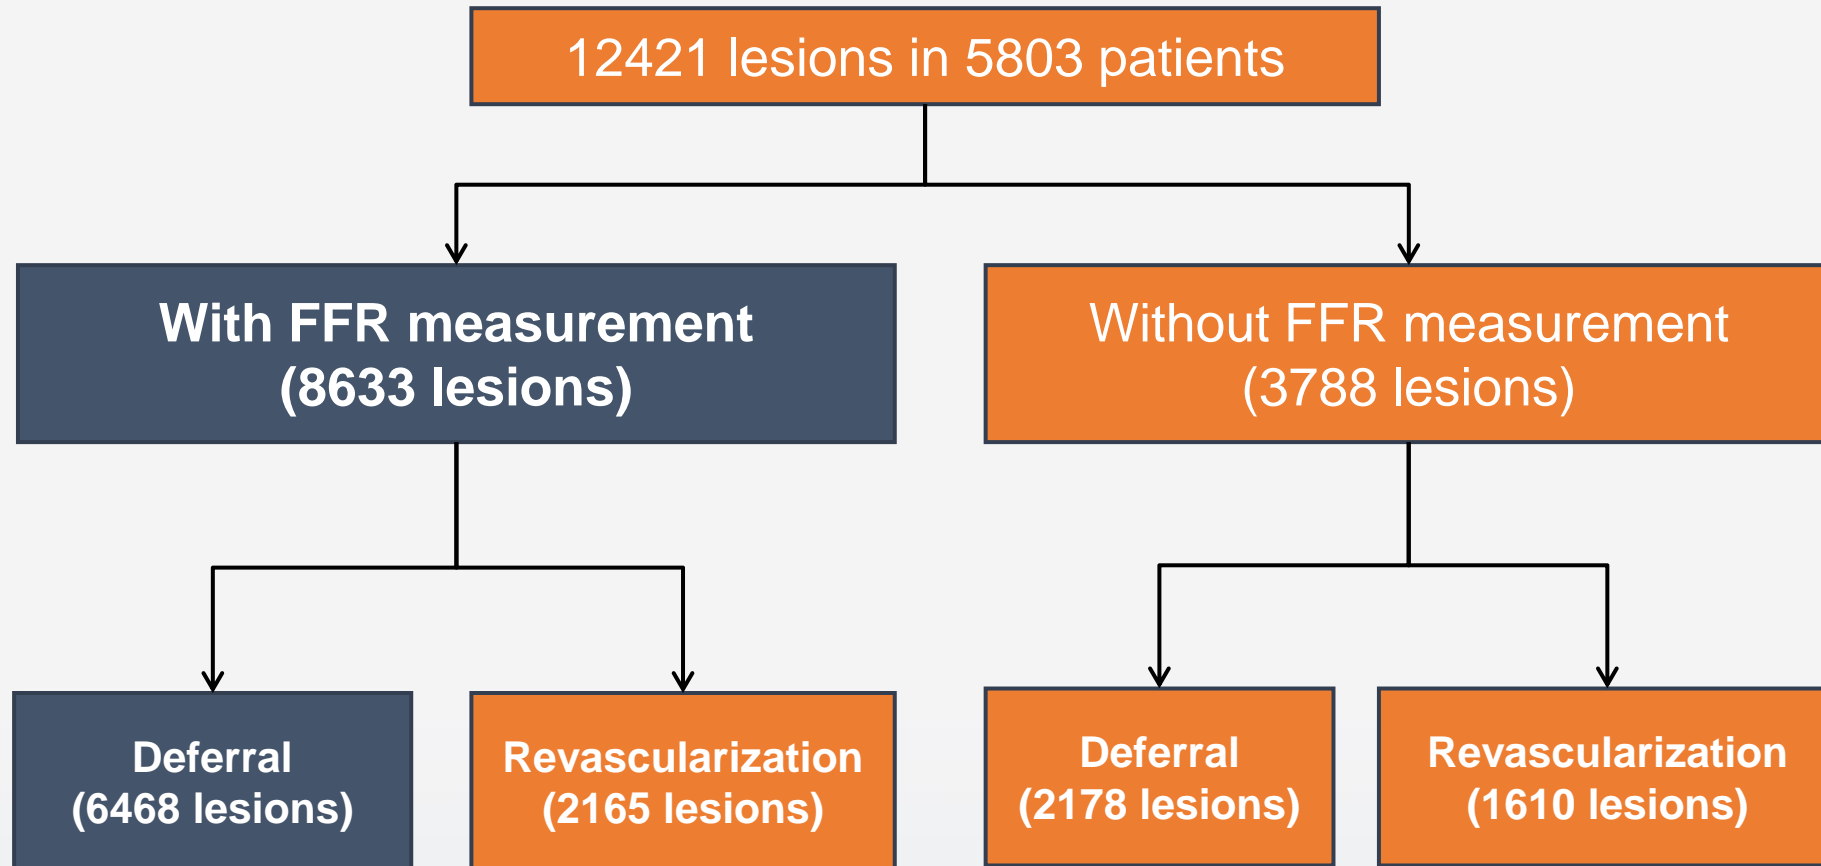 12421 lesions in 5803 patients
With FFR measurement
(8633 lesions)
Without FFR measurement
(3788 lesions)
Deferral
(6468 lesions)
Revascularization
(2165 lesions)
Deferral
(2178 lesions)
Revascularization
(1610 lesions)